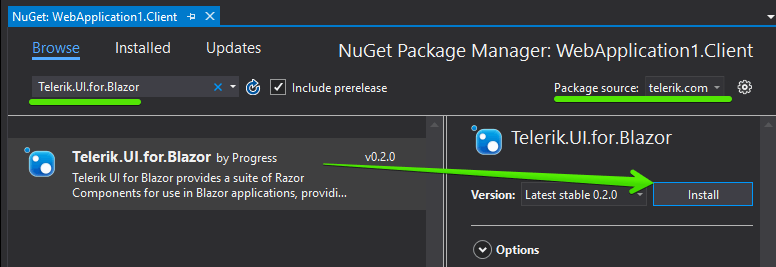 NuGet: WebApplication1.Client
Browse Installed Updates
NuGet Package Manager: WebApplication1.Client
Telerik.UI.for.Blazor
Include prerelease
Package source: telerik.com
Telerik.UI.for.Blazor by Progress v0.2.0
Telerik UI for Blazor provides a suite of Razor
Components for use in Blazor applications, providi...
Telerik.UI.for.Blazor
Version: Latest stable 0.2.0 Install
Options